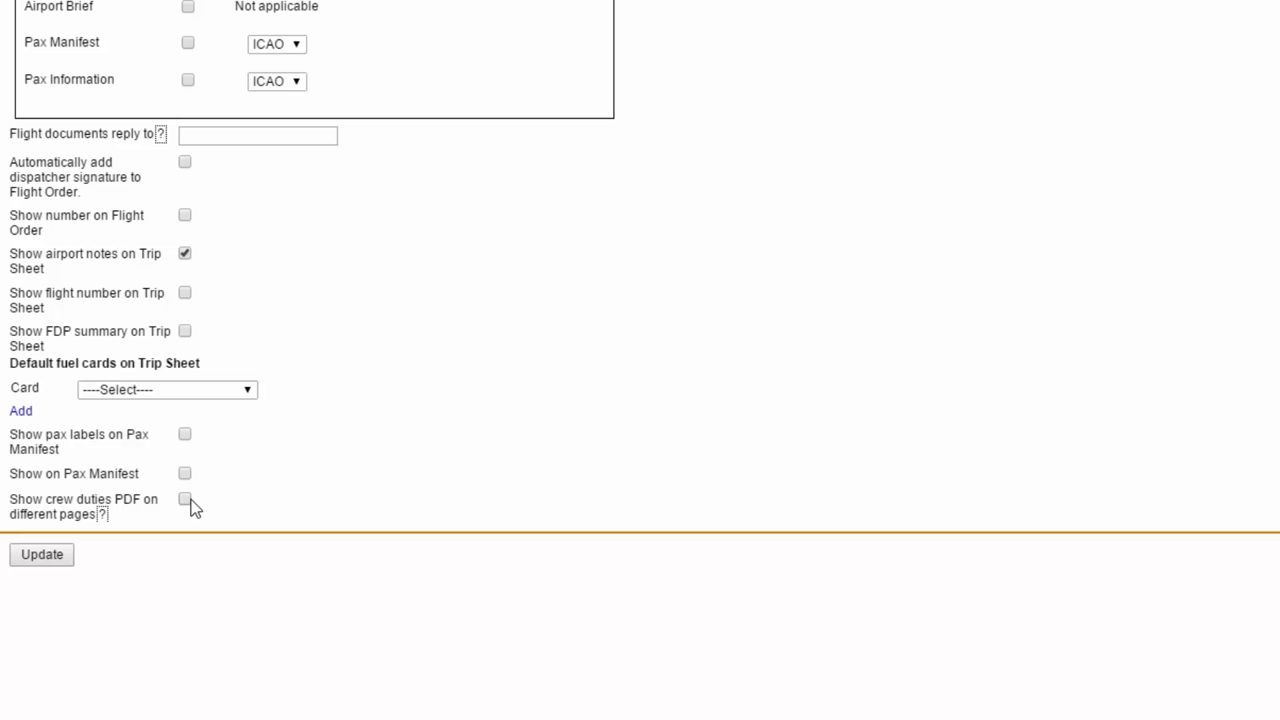 Airport Brief Not applicable
Pax Manifest ICAO
Pax Information ICAO
Flight documents reply to ?
Automatically add
dispatcher signature to
Flight Order.
Show number on Flight
Order
Show airport notes on Trip
Sheet
Show flight number on Trip
Sheet
Show FDP summary on Trip
Sheet
Default fuel cards on Trip Sheet
Card ----Select----
Add
Show pax labels on Pax
Manifest
Show on Pax Manifest
Show crew duties PDF on
different pages ?
Update